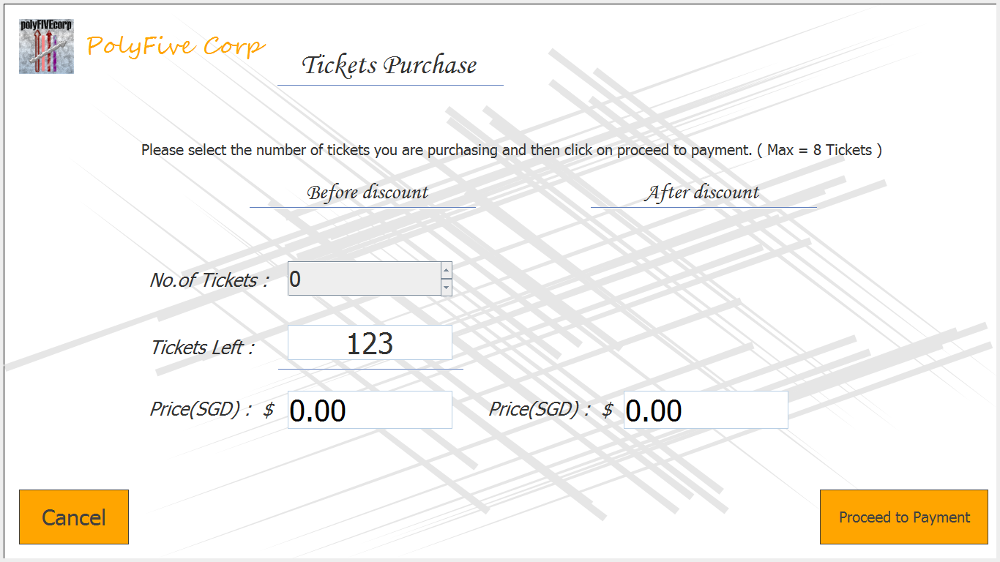 polyFIVEcorp
PolyFive Corp
Tickets Purchase
Please select the number of tickets you are purchasing and then click on proceed to payment. ( Max = 8 Tickets )
Before discount
After discount
No.of Tickets : 0
Tickets Left : 123
Price(SGD) : $ 0.00
Price(SGD) : $ 0.00
Cancel
Proceed to Payment